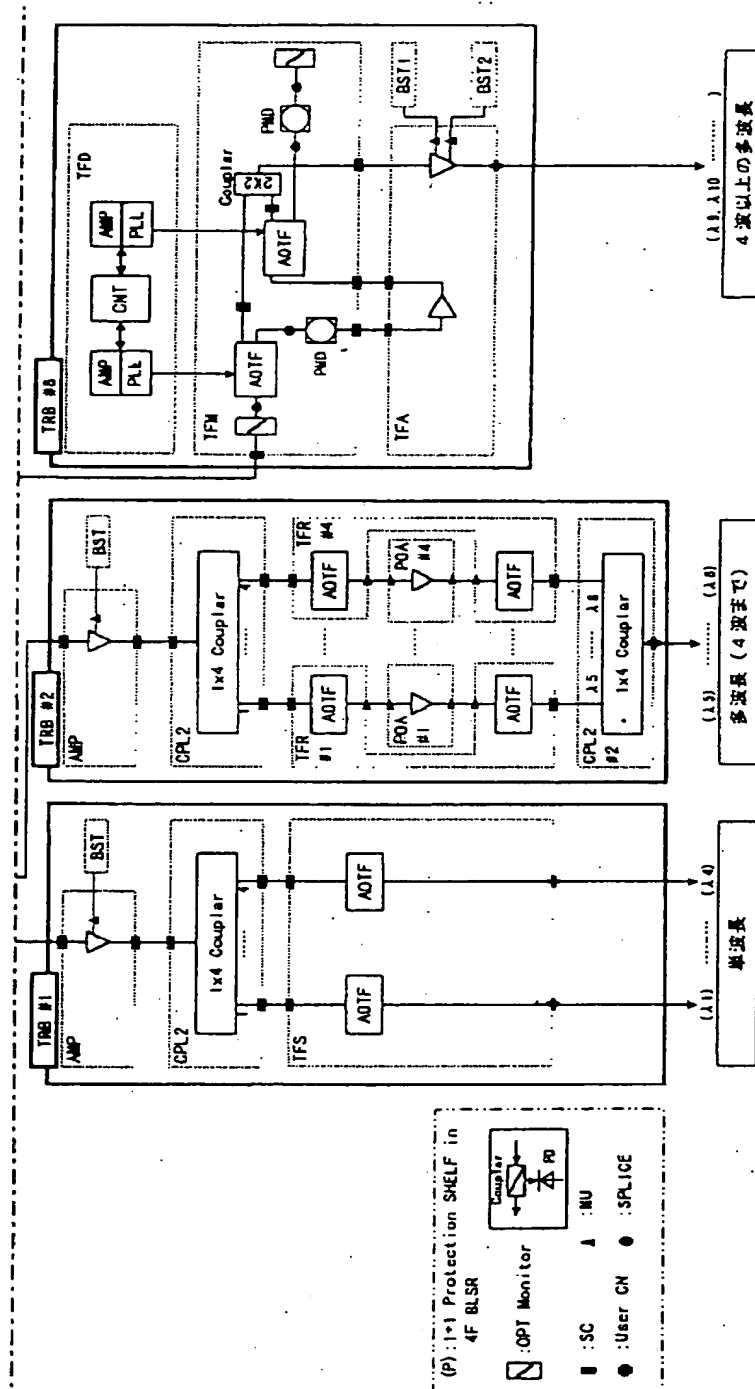 TRB #1
AMP
BST
CPL2
1x4 Coupler
TFS
AOTF
AOTF
(λ1)
(λ4)
単波長
TRB #2
AMP
BST
CPL2
1x4 Coupler
TFR
#1
AOTF
POA
#1
AOTF
TFR
#4
AOTF
POA
#4
AOTF
λ5
λ8
CPL2
#2
1x4 Coupler
(λ5)
(λ8)
多波長(4波まで)
TRB #8
TFD
AMP
PLL
CNT
AMP
PLL
TFM
AOTF
PMD
AOTF
Coupler
2X2
PMD
TFA
BST1
BST2
(λ9, λ10 )
4波以上の多波長
(P):1+1 Protection SHELF in
4F BLSR
:OPT Monitor
Coupler
PD
:SC
:MU
:User CN
:SPLICE